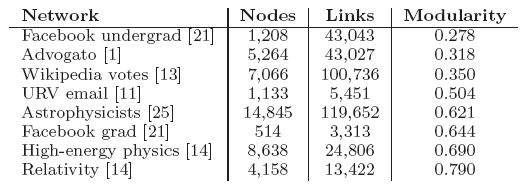 Network Nodes Links Modularity
Facebook undergrad [21] 1,208 43,043 0.278
Advogato [1] 5,264 43,027 0.318
Wikipedia votes [13] 7,066 100,736 0.350
URV email [11] 1,133 5,451 0.504
Astrophysicists [25] 14,845 119,652 0.621
Facebook grad [21] 514 3,313 0.644
High-energy physics [14] 8,638 24,806 0.690
Relativity [14] 4,158 13,422 0.790